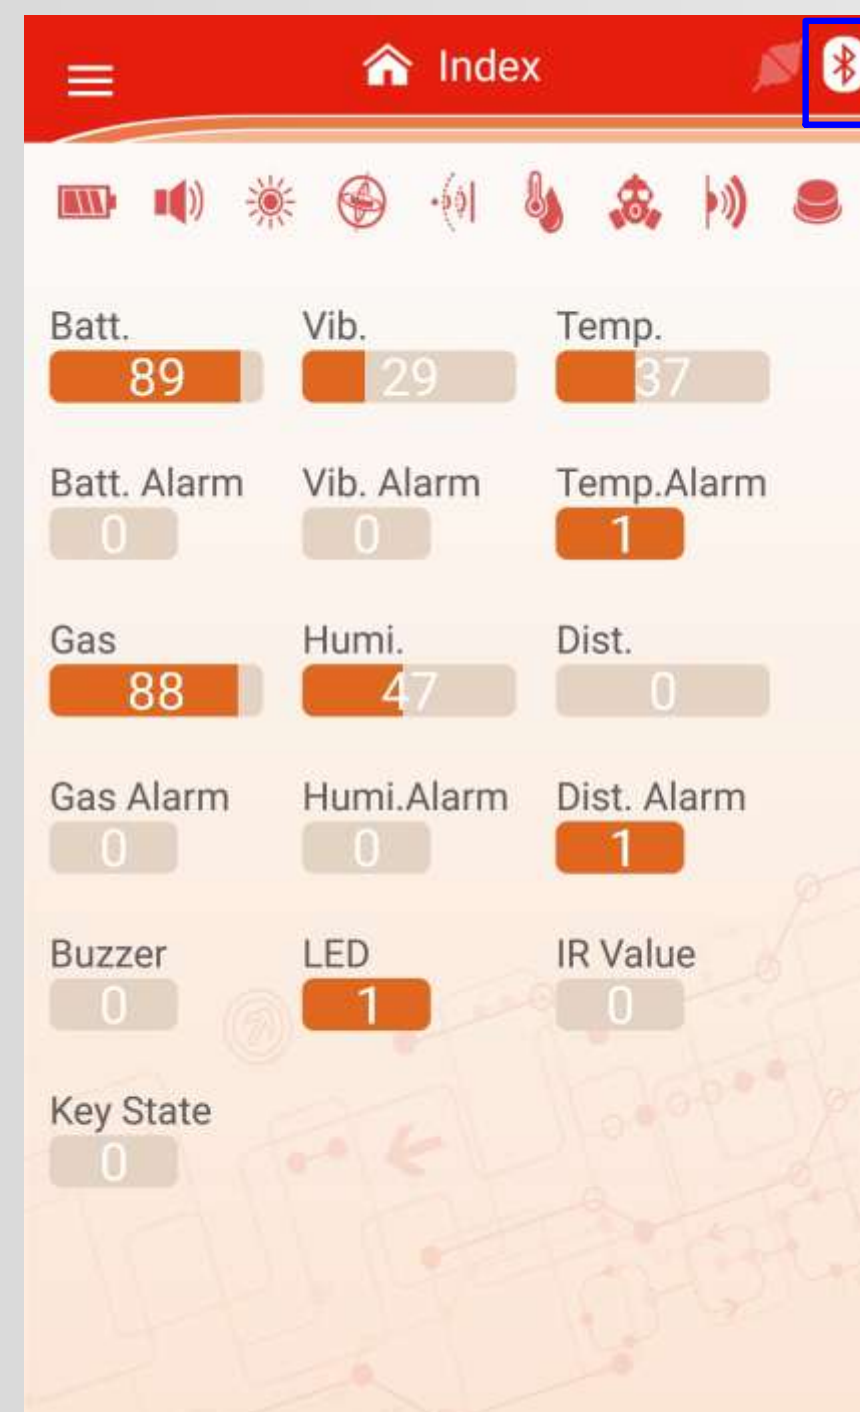 Index
Batt. Vib. Temp.
89 29 37
Batt. Alarm Vib. Alarm Temp.Alarm
0 0 1
Gas Humi. Dist.
88 47 0
Gas Alarm Humi.Alarm Dist. Alarm
0 0 1
Buzzer LED IR Value
0 1 0
Key State
0